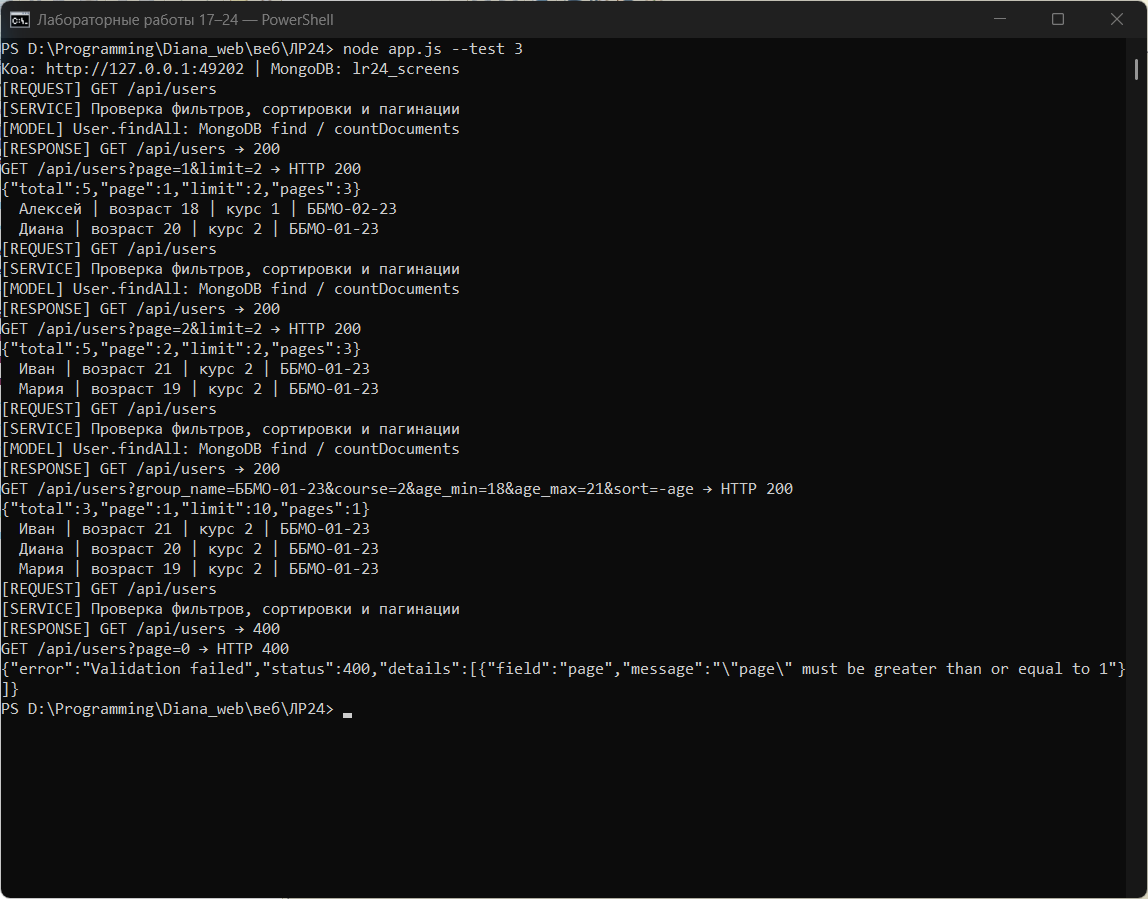 Лабораторные работы 17–24 — PowerShell
PS D:\Programming\Diana_web\веб\ЛР24> node app.js --test 3
Koa: http://127.0.0.1:49202 | MongoDB: lr24_screens
[REQUEST] GET /api/users
[SERVICE] Проверка фильтров, сортировки и пагинации
[MODEL] User.findAll: MongoDB find / countDocuments
[RESPONSE] GET /api/users → 200
GET /api/users?page=1&limit=2 → HTTP 200
{"total":5,"page":1,"limit":2,"pages":3}
  Алексей | возраст 18 | курс 1 | ББМО-02-23
  Диана | возраст 20 | курс 2 | ББМО-01-23
[REQUEST] GET /api/users
[SERVICE] Проверка фильтров, сортировки и пагинации
[MODEL] User.findAll: MongoDB find / countDocuments
[RESPONSE] GET /api/users → 200
GET /api/users?page=2&limit=2 → HTTP 200
{"total":5,"page":2,"limit":2,"pages":3}
  Иван | возраст 21 | курс 2 | ББМО-01-23
  Мария | возраст 19 | курс 2 | ББМО-01-23
[REQUEST] GET /api/users
[SERVICE] Проверка фильтров, сортировки и пагинации
[MODEL] User.findAll: MongoDB find / countDocuments
[RESPONSE] GET /api/users → 200
GET /api/users?group_name=ББМО-01-23&course=2&age_min=18&age_max=21&sort=-age → HTTP 200
{"total":3,"page":1,"limit":10,"pages":1}
  Иван | возраст 21 | курс 2 | ББМО-01-23
  Диана | возраст 20 | курс 2 | ББМО-01-23
  Мария | возраст 19 | курс 2 | ББМО-01-23
[REQUEST] GET /api/users
[SERVICE] Проверка фильтров, сортировки и пагинации
[RESPONSE] GET /api/users → 400
GET /api/users?page=0 → HTTP 400
{"error":"Validation failed","status":400,"details":[{"field":"page","message":"\"page\" must be greater than or equal to 1"}
]}
PS D:\Programming\Diana_web\веб\ЛР24>